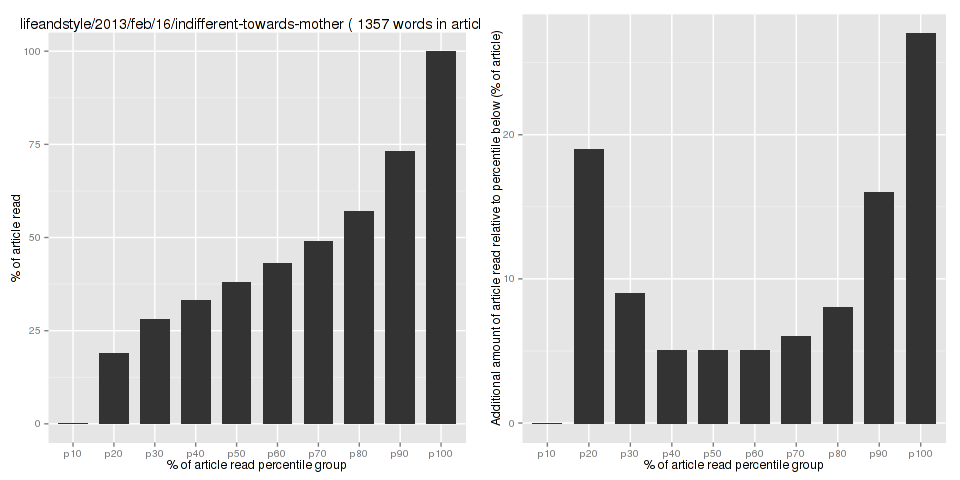 lifeandstyle/2013/feb/16/indifferent-towards-mother ( 1357 words in articl
% of article read
100
75
50
25
0
p10 p20 p30 p40 p50 p60 p70 p80 p90 p100
% of article read percentile group
Additional amount of article read relative to percentile below (% of article)
20
10
0
p10 p20 p30 p40 p50 p60 p70 p80 p90 p100
% of article read percentile group